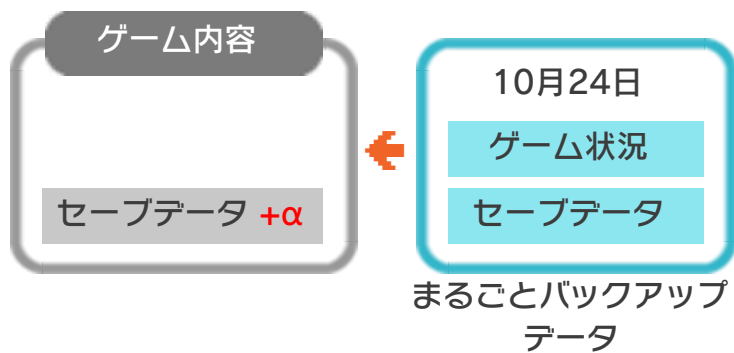 ゲーム内容
セーブデータ +α
10月24日
ゲーム状況
セーブデータ
まるごとバックアップ
データ